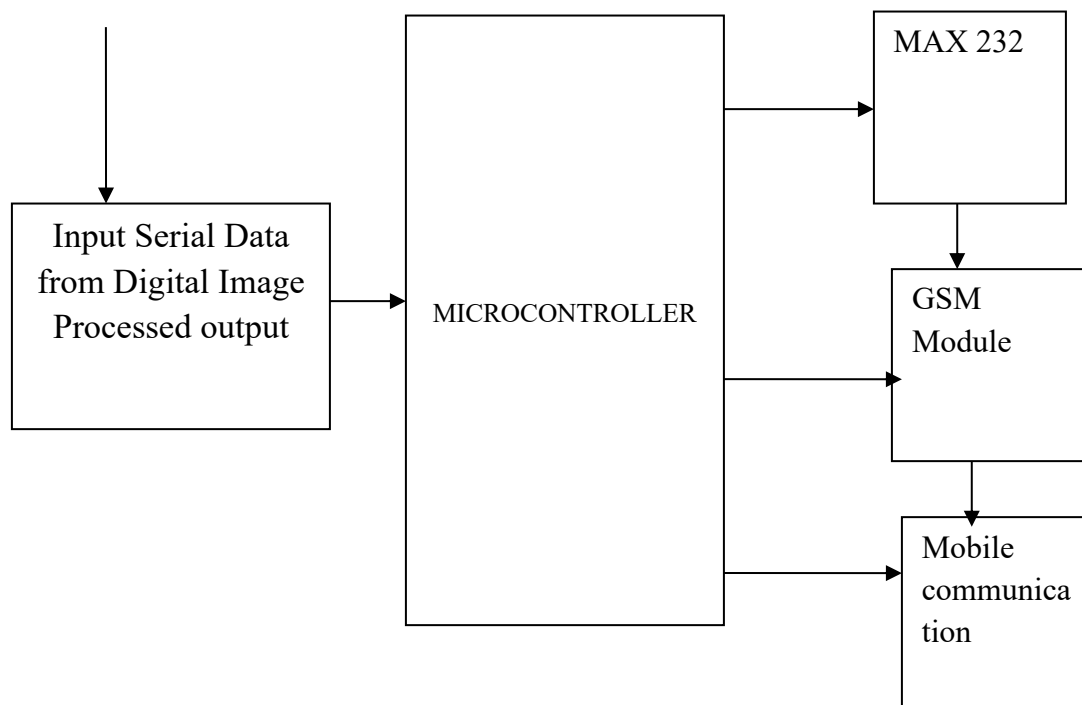 Input Serial Data
from Digital Image
Processed output
MICROCONTROLLER
MAX 232
GSM
Module
Mobile
communica
tion